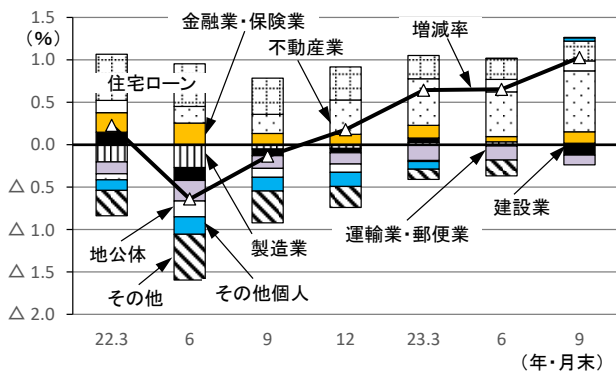 (%)
金融業・保険業
不動産業
増減率
1.0
住宅ローン
0.5
0.0
△ 0.5
地公体
製造業
運輸業・郵便業
建設業
△ 1.0
その他
その他個人
△ 1.5
△ 2.0
22.3 6 9 12 23.3 6 9
(年・月末)